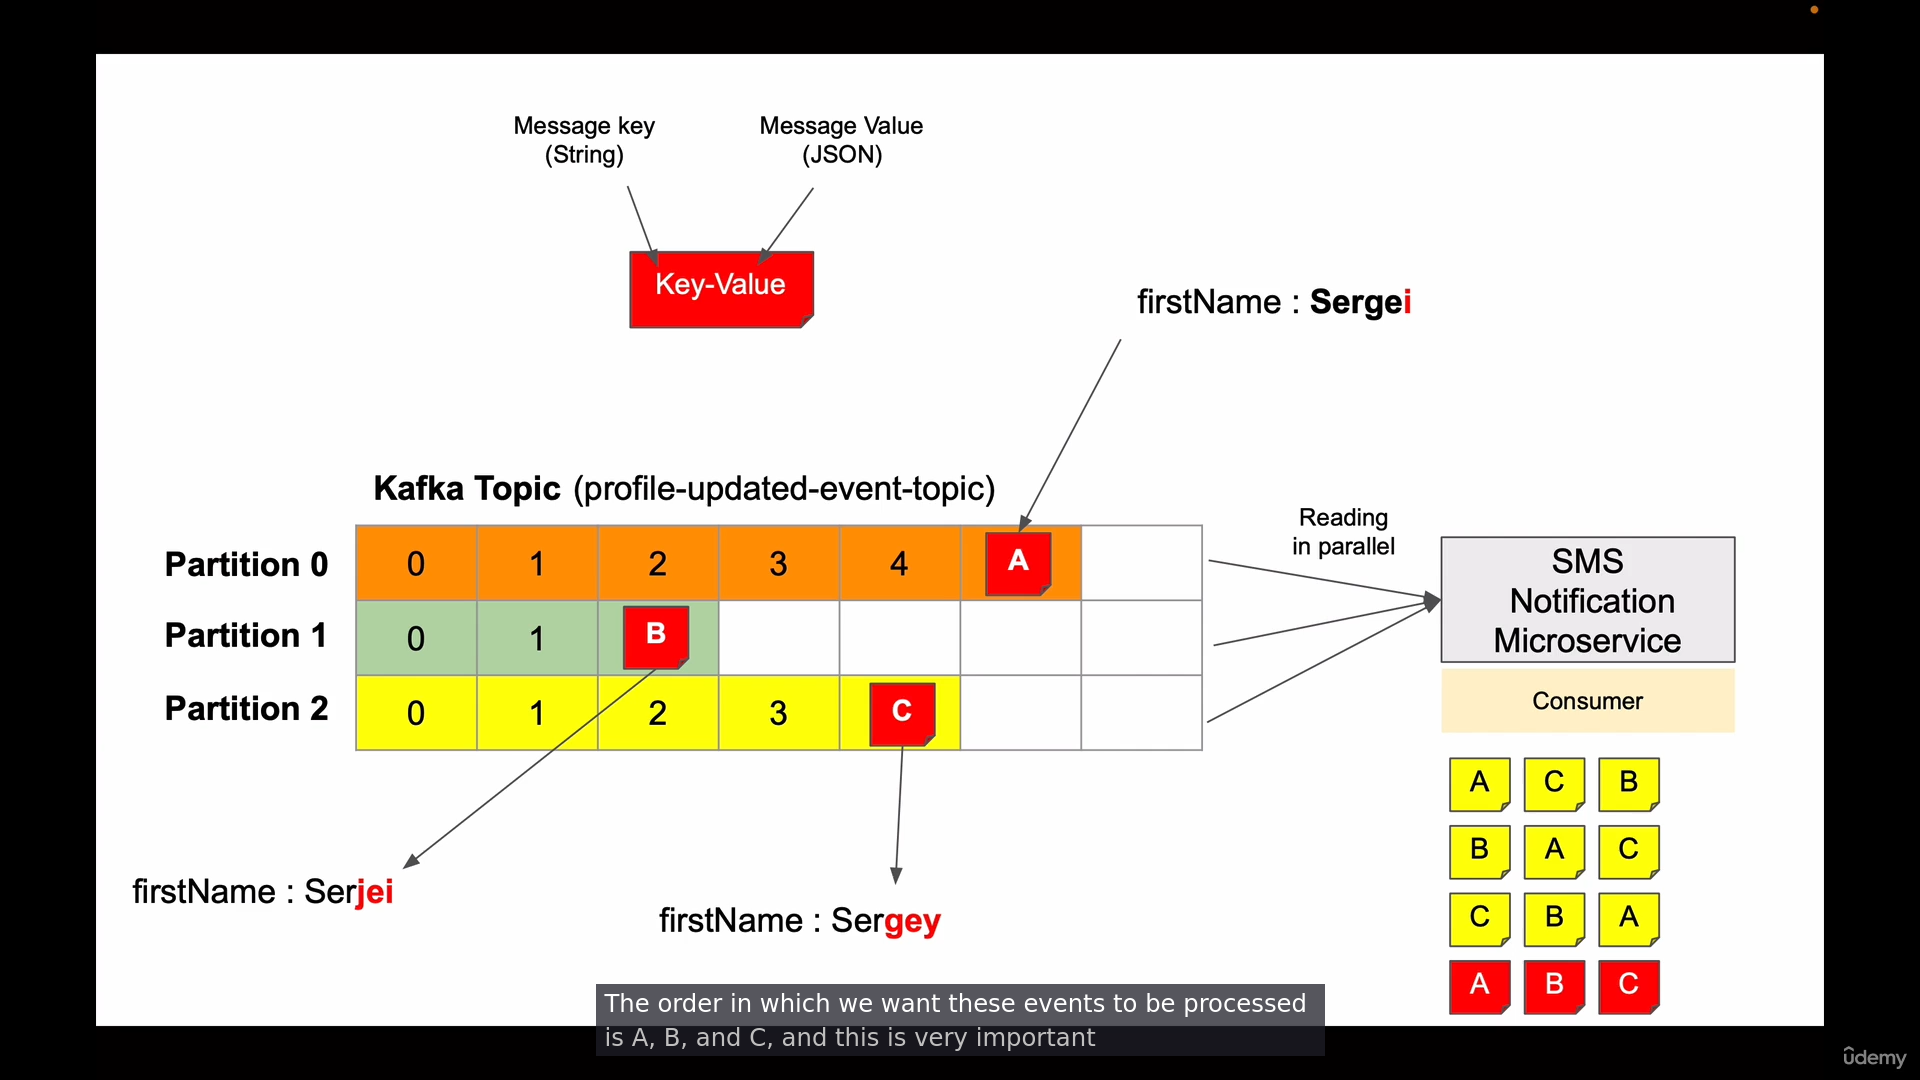 Message key
(String)
Message Value
(JSON)
Key-Value
firstName : Sergei
Kafka Topic (profile-updated-event-topic)
Reading
in parallel
Partition 0
0 1 2 3 4 A
Partition 1
0 1 B
Partition 2
0 1 2 3 C
SMS
Notification
Microservice
Consumer
A C B
B A C
C B A
A B C
firstName : Serjei
firstName : Sergey
The order in which we want these events to be processed
is A, B, and C, and this is very important
ûdemy